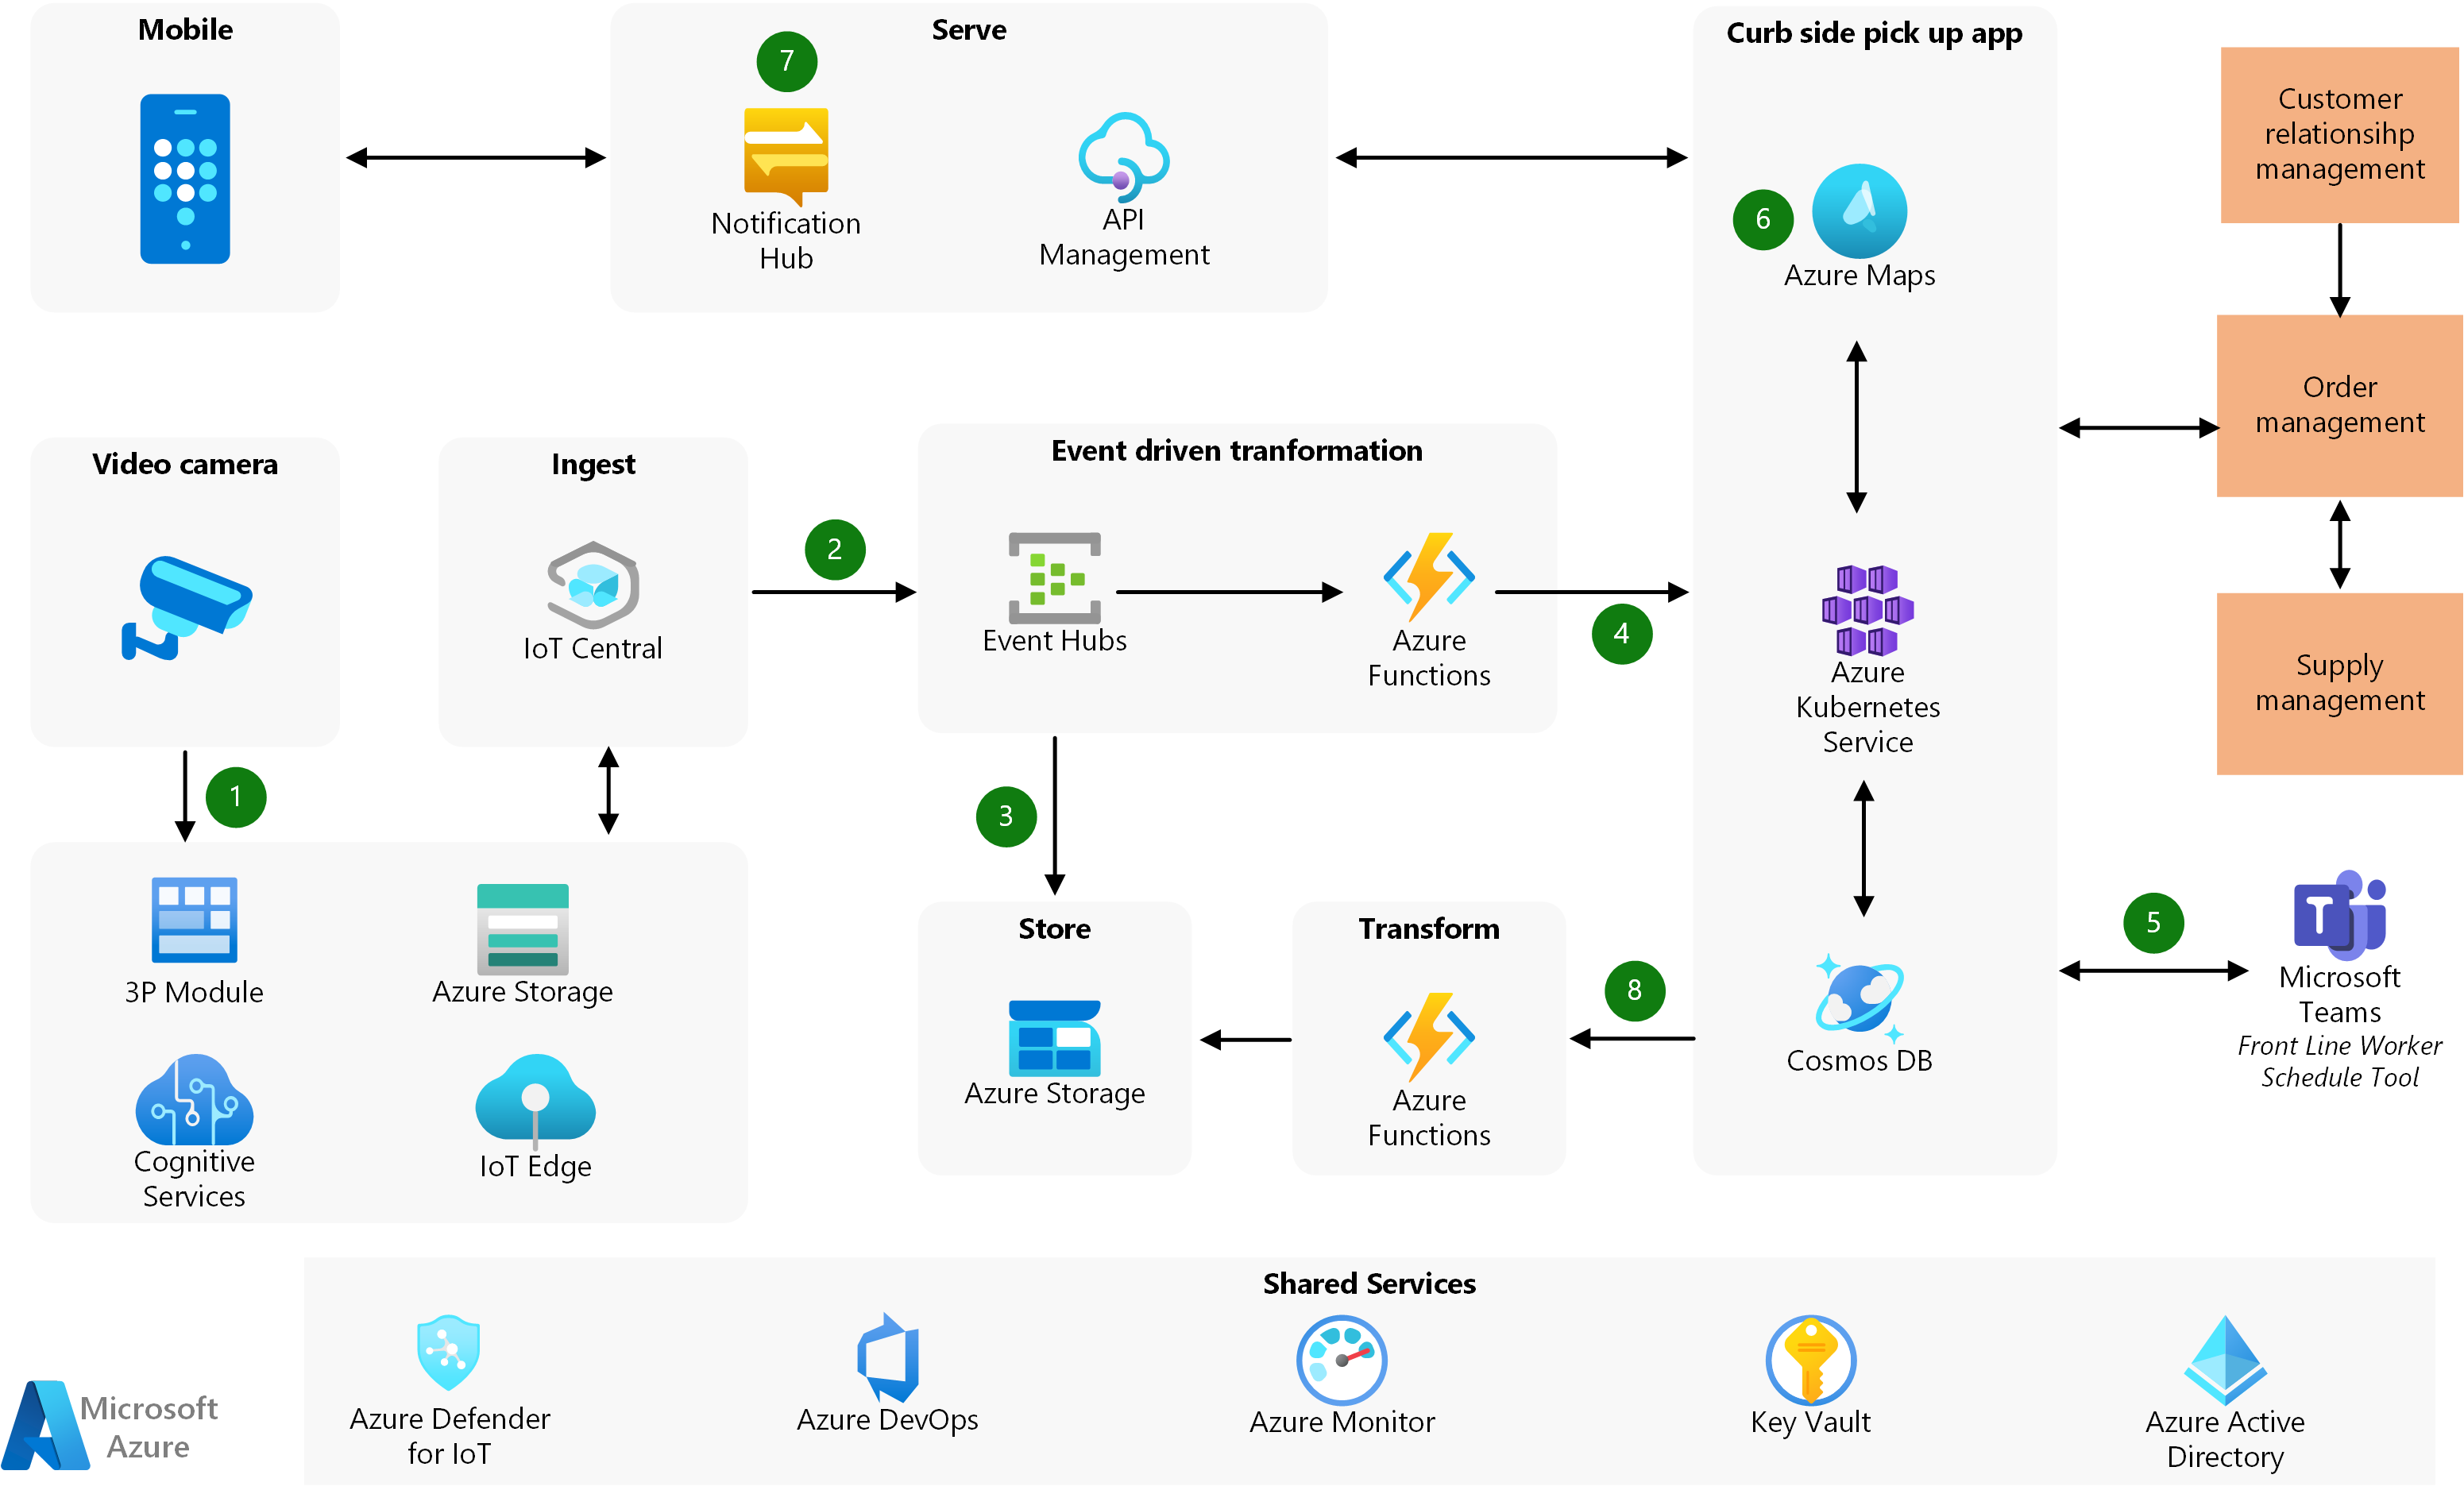 Mobile
Serve
7
Notification
Hub
API
Management
Curb side pick up app
6
Azure Maps
Customer
relationsihp
management
Order
management
Supply
management
Video camera
Ingest
IoT Central
2
Event driven tranformation
Event Hubs
Azure
Functions
4
Azure
Kubernetes
Service
1
3
3P Module
Azure Storage
Cognitive
Services
IoT Edge
Store
Azure Storage
Transform
Azure
Functions
8
Cosmos DB
5
T
Microsoft
Teams
Front Line Worker
Schedule Tool
Shared Services
Azure Defender
for IoT
Azure DevOps
Azure Monitor
Key Vault
Azure Active
Directory
Microsoft
Azure